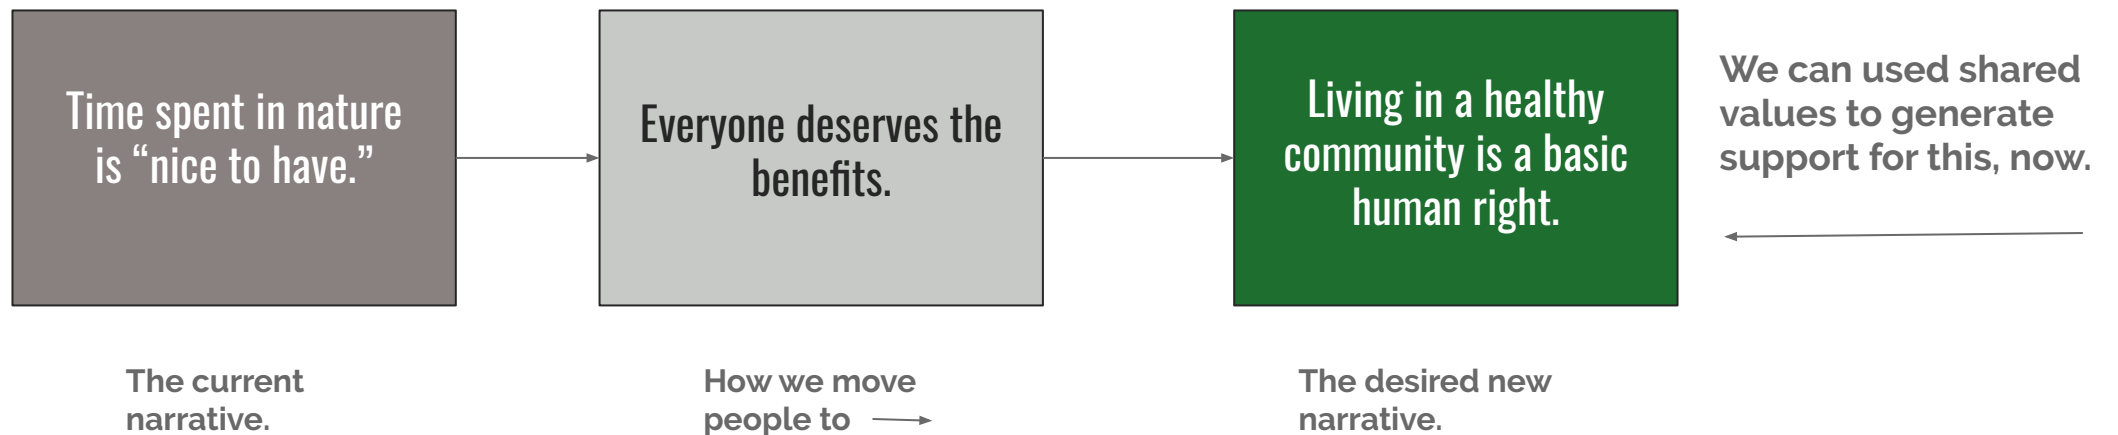 Time spent in nature
is “nice to have.”
Everyone deserves the
benefits.
Living in a healthy
community is a basic
human right.
We can used shared
values to generate
support for this, now.
The current
narrative.
How we move
people to
The desired new
narrative.